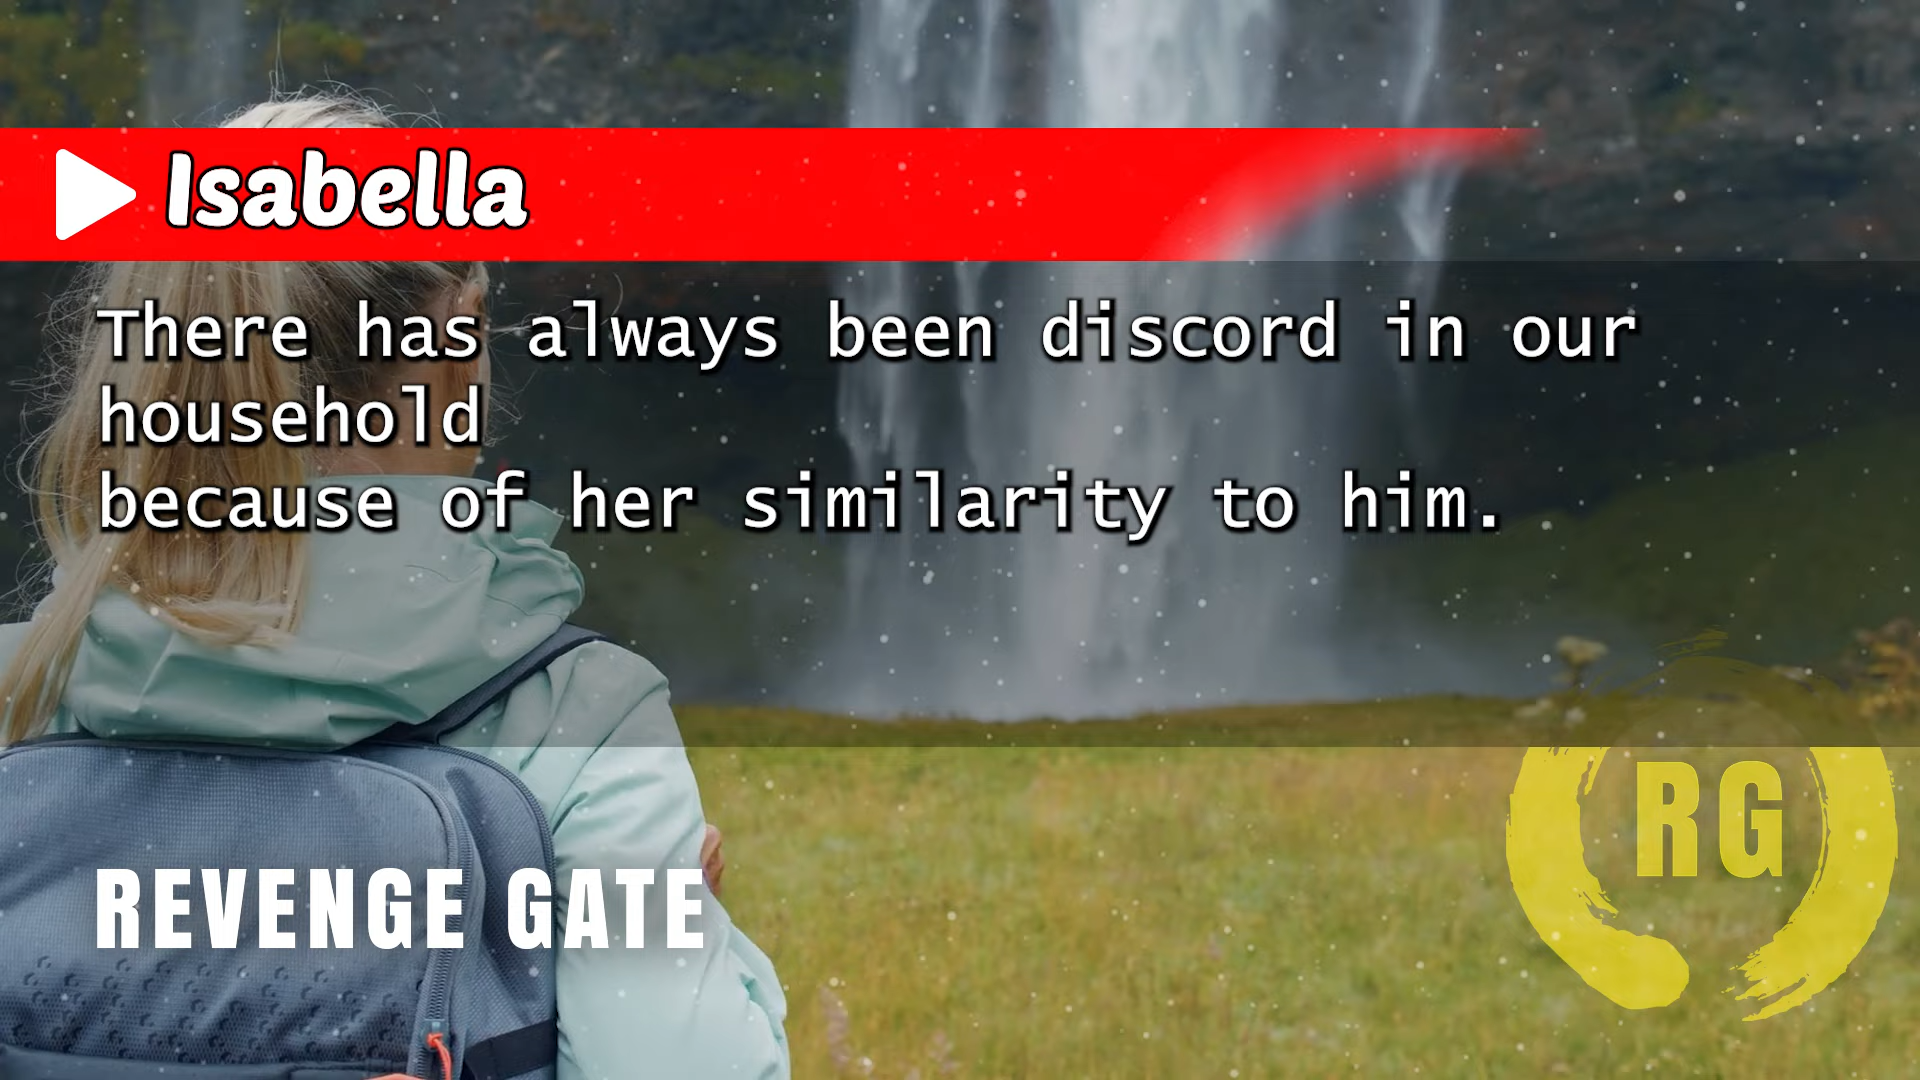 Isabella
There has always been discord in our
household
because of her similarity to him.
RG
REVENGE GATE